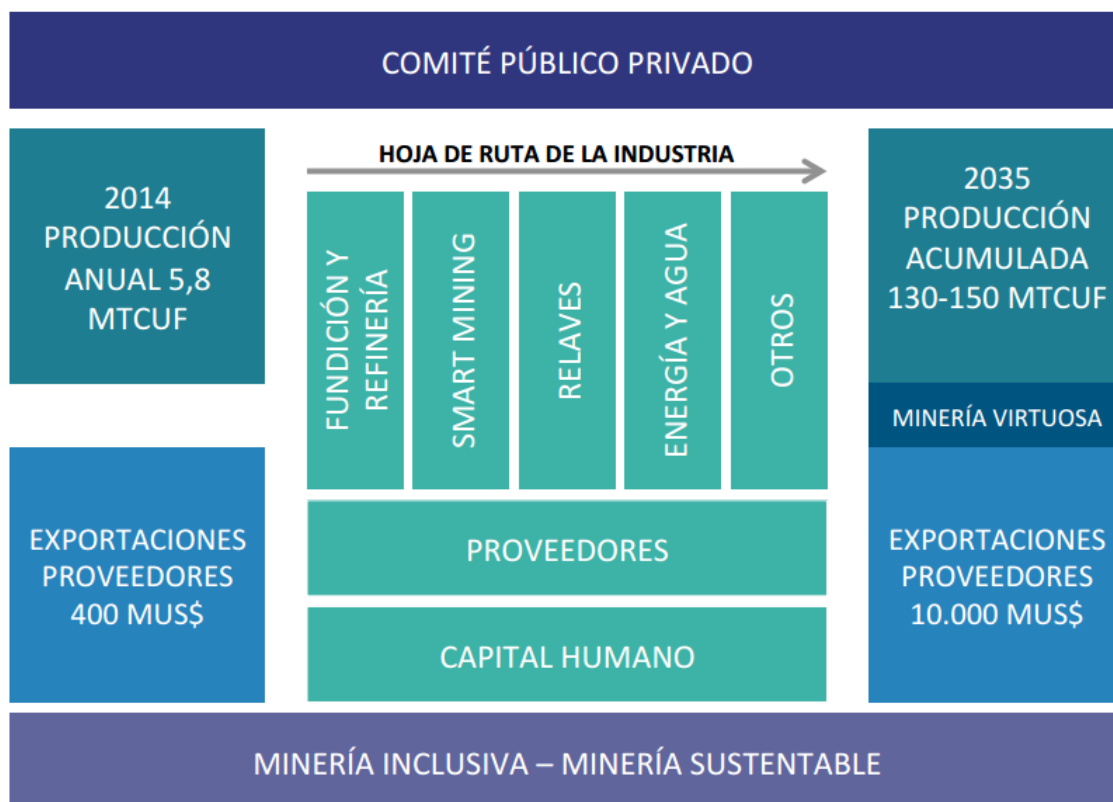 COMITÉ PÚBLICO PRIVADO
2014
PRODUCCIÓN
ANUAL 5,8
MTCUF
EXPORTACIONES
PROVEEDORES
400 MUS$
HOJA DE RUTA DE LA INDUSTRIA
FUNDICIÓN Y
REFINERÍA
SMART MINING
RELAVES
ENERGÍA Y AGUA
OTROS
PROVEEDORES
CAPITAL HUMANO
2035
PRODUCCIÓN
ACUMULADA
130-150 MTCUF
MINERÍA VIRTUOSA
EXPORTACIONES
PROVEEDORES
10.000 MUS$
MINERÍA INCLUSIVA – MINERÍA SUSTENTABLE